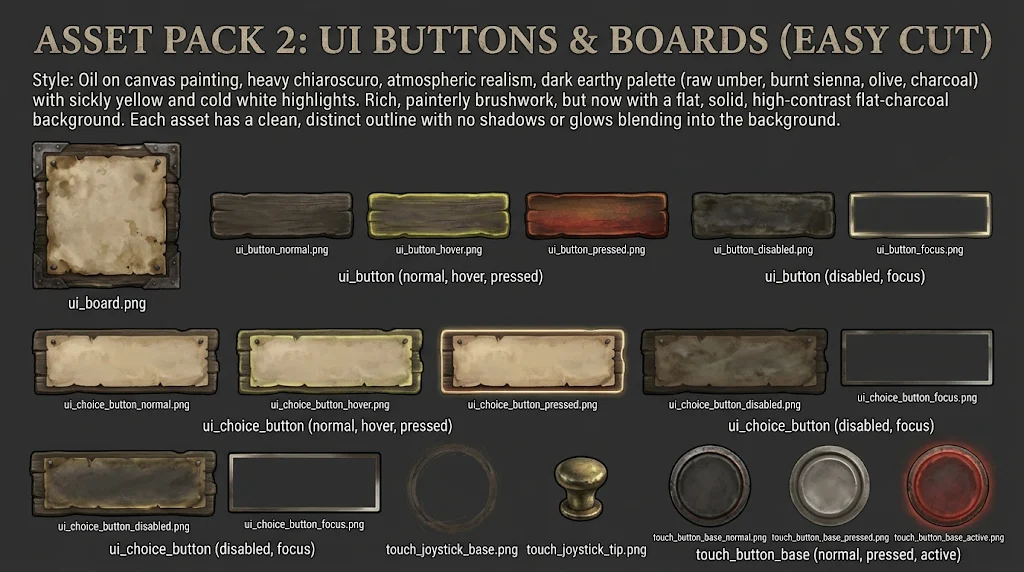 ASSET PACK 2: UI BUTTONS & BOARDS (EASY CUT)
Style: Oil on canvas painting, heavy chiaroscuro, atmospheric realism, dark earthy palette (raw umber, burnt sienna, olive, charcoal)
with sickly yellow and cold white highlights. Rich, painterly brushwork, but now with a flat, solid, high-contrast flat-charcoal
background. Each asset has a clean, distinct outline with no shadows or glows blending into the background.
ui_button_normal.png
ui_button_hover.png
ui_button_pressed.png
ui_button_disabled.png
ui_button_focus.png
ui_button (normal, hover, pressed)
ui_button (disabled, focus)
ui_board.png
ui_choice_button_normal.png
ui_choice_button_hover.png
ui_choice_button_pressed.png
ui_choice_button_disabled.png
ui_choice_button_focus.png
ui_choice_button (normal, hover, pressed)
ui_choice_button (disabled, focus)
ui_choice_button_disabled.png
ui_choice_button_focus.png
ui_choice_button (disabled, focus)
touch_joystick_base.png
touch_joystick_tip.png
touch_button_base_normal.png
touch_button_base_pressed.png
touch_button_base_active.png
touch_button_base (normal, pressed, active)